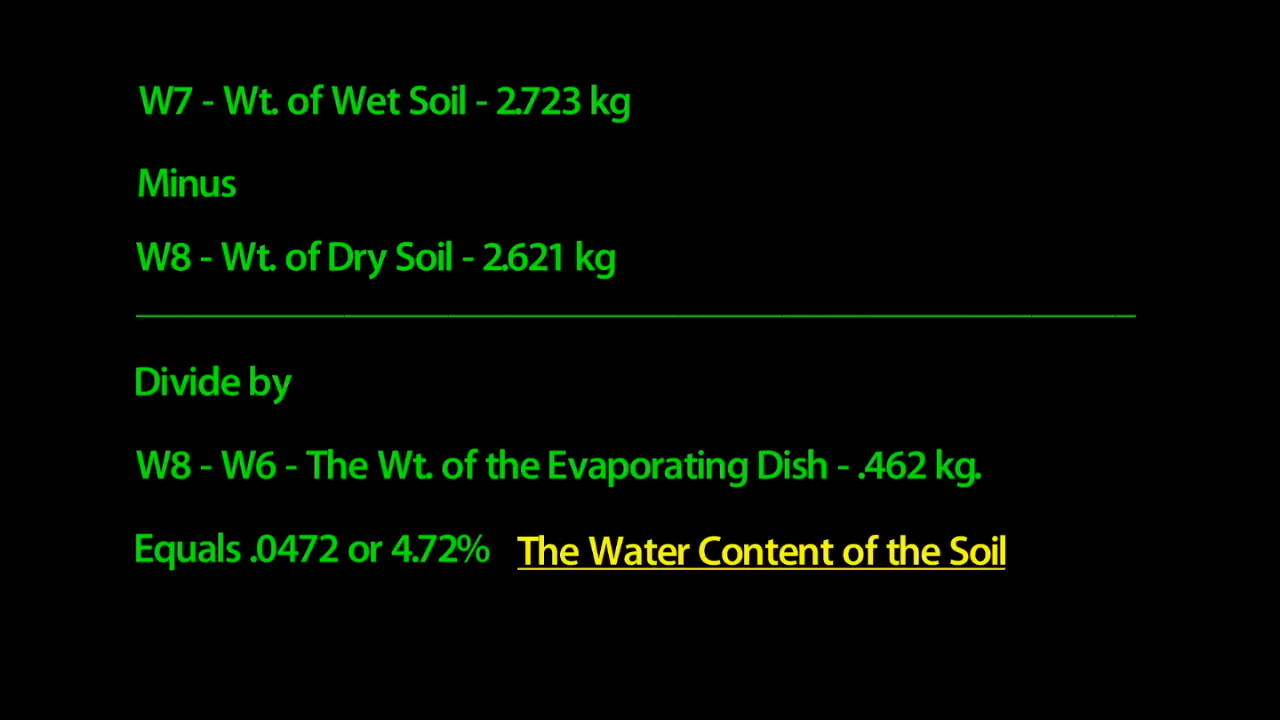 W7 - Wt. of Wet Soil - 2.723 kg
Minus
W8 - Wt. of Dry Soil - 2.621 kg
Divide by
W8 - W6 - The Wt. of the Evaporating Dish - .462 kg.
Equals .0472 or 4.72% The Water Content of the Soil